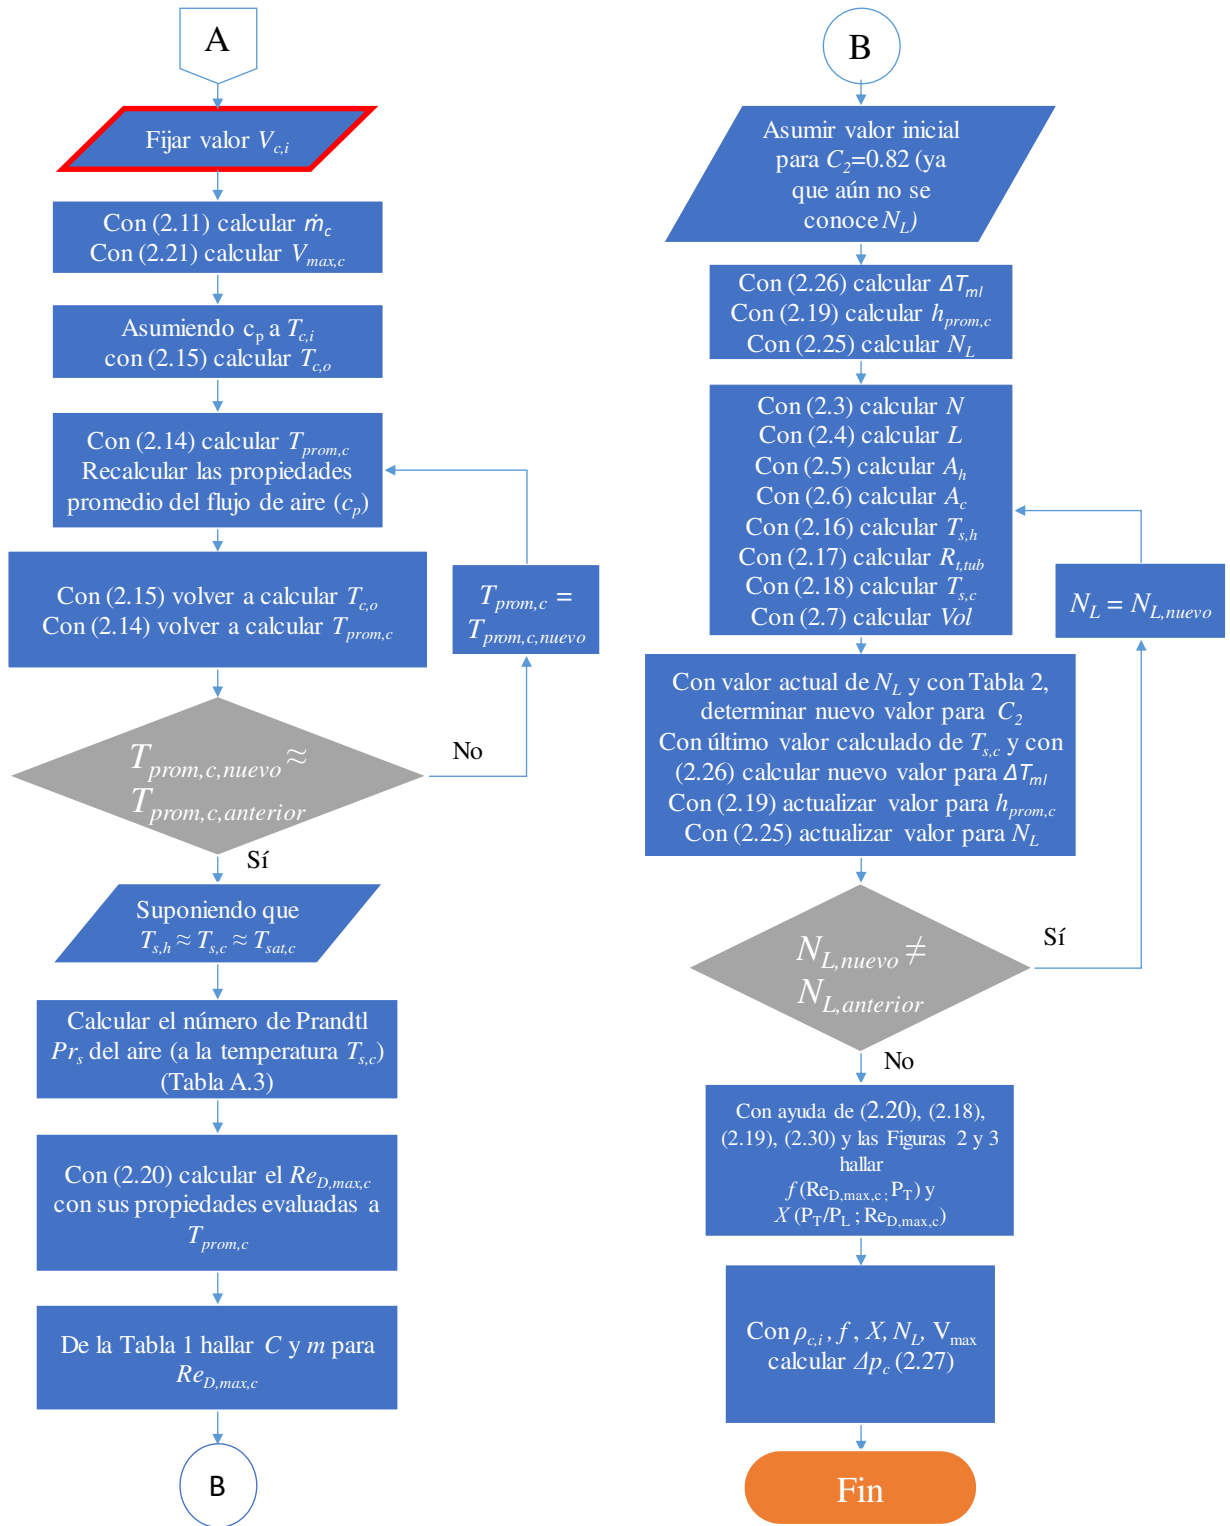 A
Fijar valor V_{c,i}
Con (2.11) calcular ṁ_c
Con (2.21) calcular V_{max,c}
Asumiendo c_p a T_{c,i}
con (2.15) calcular T_{c,o}
Con (2.14) calcular T_{prom,c}
Recalcular las propiedades
promedio del flujo de aire (c_p)
Con (2.15) volver a calcular T_{c,o}
Con (2.14) volver a calcular T_{prom,c}
T_{prom,c} =
T_{prom,c,nuevo}
T_{prom,c,nuevo} ≈
T_{prom,c,anterior}
No
Sí
Suponiendo que
T_{s,h} ≈ T_{s,c} ≈ T_{sat,c}
Calcular el número de Prandtl
Pr_s del aire (a la temperatura T_{s,c})
(Tabla A.3)
Con (2.20) calcular el Re_{D,max,c}
con sus propiedades evaluadas a
T_{prom,c}
De la Tabla 1 hallar C y m para
Re_{D,max,c}
B
B
Asumir valor inicial
para C_2=0.82 (ya
que aún no se
conoce N_L)
Con (2.26) calcular ΔT_{ml}
Con (2.19) calcular h_{prom,c}
Con (2.25) calcular N_L
Con (2.3) calcular N
Con (2.4) calcular L
Con (2.5) calcular A_h
Con (2.6) calcular A_c
Con (2.16) calcular T_{s,h}
Con (2.17) calcular R_{t,tub}
Con (2.18) calcular T_{s,c}
Con (2.7) calcular Vol
N_L = N_{L,nuevo}
Con valor actual de N_L y con Tabla 2,
determinar nuevo valor para C_2
Con último valor calculado de T_{s,c} y con
(2.26) calcular nuevo valor para ΔT_{ml}
Con (2.19) actualizar valor para h_{prom,c}
Con (2.25) actualizar valor para N_L
N_{L,nuevo} ≠
N_{L,anterior}
Sí
No
Con ayuda de (2.20), (2.18),
(2.19), (2.30) y las Figuras 2 y 3
hallar
f (Re_{D,max,c} ; P_T) y
X (P_T/P_L ; Re_{D,max,c})
Con ρ_{c,i} , f , X, N_L, V_{max}
calcular Δp_c (2.27)
Fin